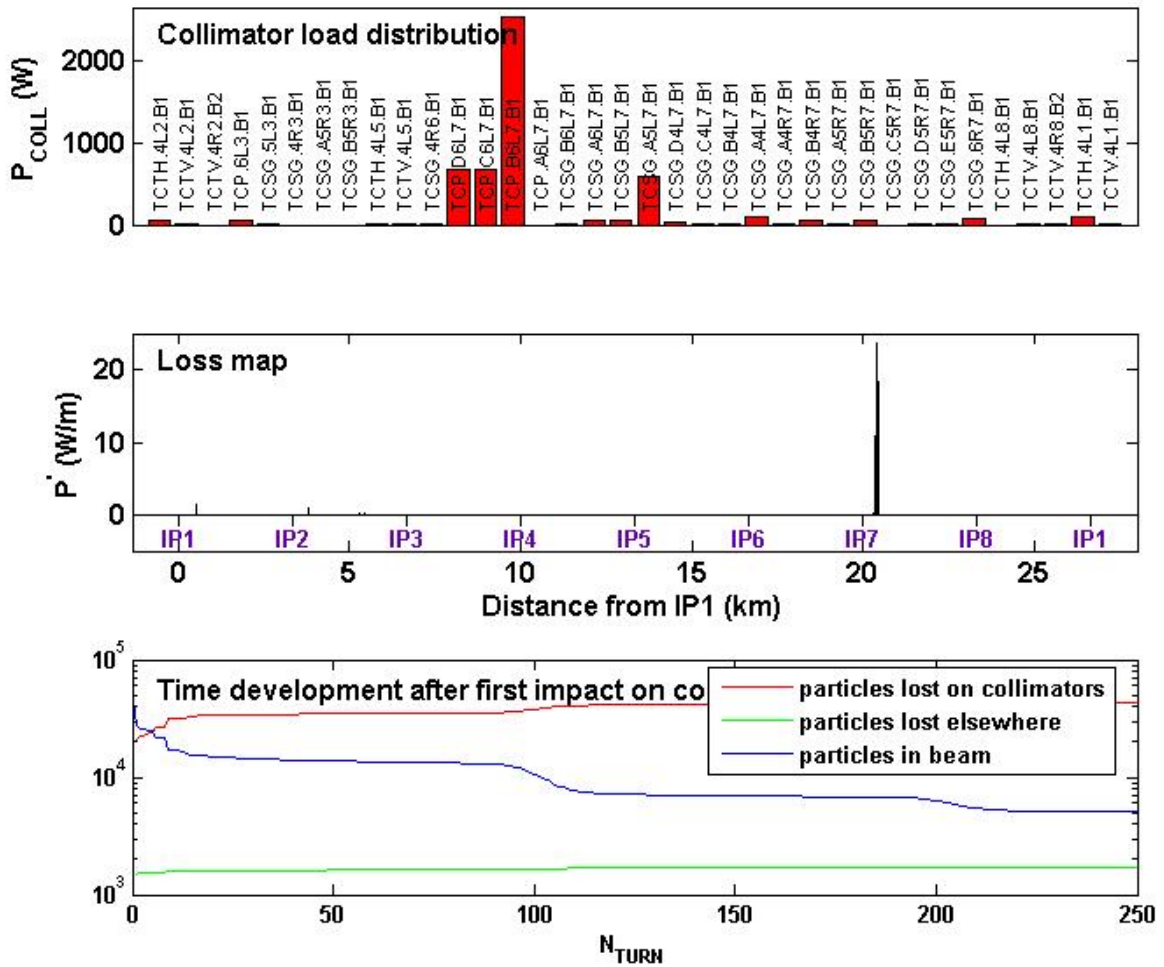 Collimator load distribution
P_COLL (W)
2000
1000
0
TCTH.4L2.B1
TCTV.4L2.B1
TCTV.4R2.B2
TCP.6L3.B1
TCSG.5L3.B1
TCSG.4R3.B1
TCSG.A5R3.B1
TCSG.B5R3.B1
TCTH.4L5.B1
TCTV.4L5.B1
TCSG.4R6.B1
TCP.D6L7.B1
TCP.C6L7.B1
TCP.B6L7.B1
TCP.A6L7.B1
TCSG.B6L7.B1
TCSG.A6L7.B1
TCSG.B5L7.B1
TCSG.A5L7.B1
TCSG.D4L7.B1
TCSG.C4L7.B1
TCSG.B4L7.B1
TCSG.A4L7.B1
TCSG.A4R7.B1
TCSG.B4R7.B1
TCSG.A5R7.B1
TCSG.B5R7.B1
TCSG.C5R7.B1
TCSG.D5R7.B1
TCSG.E5R7.B1
TCSG.6R7.B1
TCTH.4L8.B1
TCTV.4L8.B1
TCTV.4R8.B2
TCTH.4L1.B1
TCTV.4L1.B1
Loss map
P' (W/m)
20
10
0
IP1 IP2 IP3 IP4 IP5 IP6 IP7 IP8 IP1
0 5 10 15 20 25
Distance from IP1 (km)
Time development after first impact on co
10^5
10^4
10^3
particles lost on collimators
particles lost elsewhere
particles in beam
0 50 100 150 200 250
N_TURN